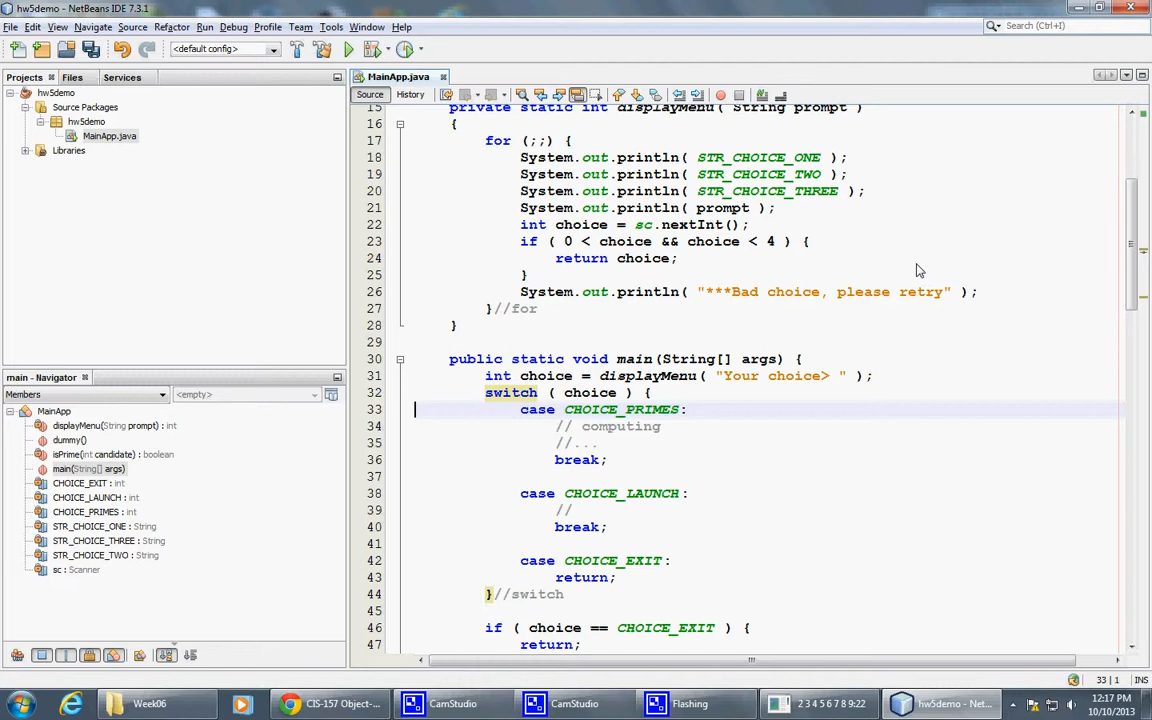 hw5demo - NetBeans IDE 7.3.1
File Edit View Navigate Source Refactor Run Debug Profile Team Tools Window Help
Search (Ctrl+I)
<default config>
Projects Files Services
hw5demo
Source Packages
hw5demo
MainApp.java
Libraries
main - Navigator
Members <empty>
MainApp
displayMenu(String prompt) : int
dummy()
isPrime(int candidate) : boolean
main(String[] args)
CHOICE_EXIT : int
CHOICE_LAUNCH : int
CHOICE_PRIMES : int
STR_CHOICE_ONE : String
STR_CHOICE_THREE : String
STR_CHOICE_TWO : String
sc : Scanner
MainApp.java
Source History
15 private static int displayMenu( String prompt )
16 {
17 for (;;) {
18 System.out.println( STR_CHOICE_ONE );
19 System.out.println( STR_CHOICE_TWO );
20 System.out.println( STR_CHOICE_THREE );
21 System.out.println( prompt );
22 int choice = sc.nextInt();
23 if ( 0 < choice && choice < 4 ) {
24 return choice;
25 }
26 System.out.println( "***Bad choice, please retry" );
27 }//for
28 }
29
30 public static void main(String[] args) {
31 int choice = displayMenu( "Your choice> " );
32 switch ( choice ) {
33 case CHOICE_PRIMES:
34 // computing
35 //...
36 break;
37
38 case CHOICE_LAUNCH:
39 //
40 break;
41
42 case CHOICE_EXIT:
43 return;
44 }//switch
45
46 if ( choice == CHOICE_EXIT ) {
47 return;
33 | 1 INS
Week06
CIS-157 Object-...
CamStudio
CamStudio
Flashing
2 3 4 5 6 7 8 9:22
hw5demo - Net...
12:17 PM
10/10/2013